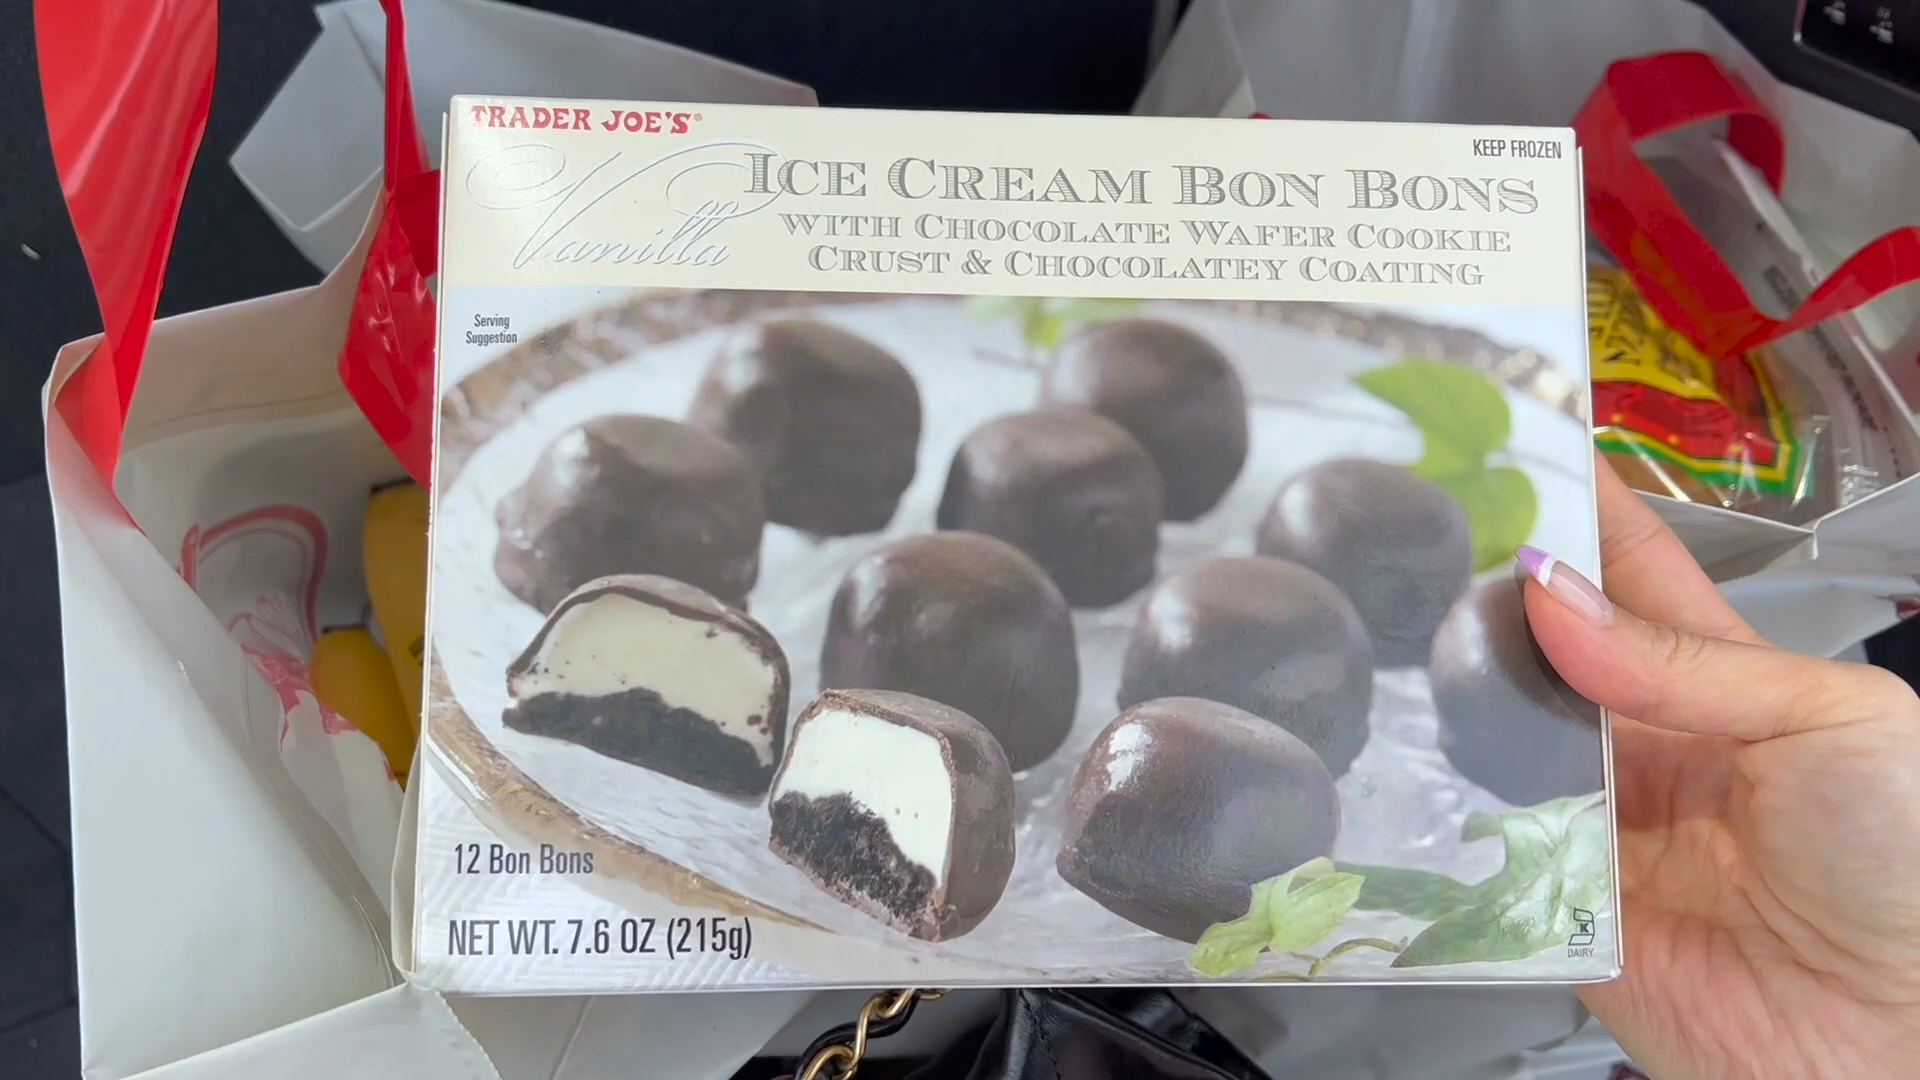 TRADER JOE'S®
Vanilla
ICE CREAM BON BONS
WITH CHOCOLATE WAFER COOKIE
CRUST & CHOCOLATEY COATING
KEEP FROZEN
Serving
Suggestion
12 Bon Bons
NET WT. 7.6 OZ (215g)
K
DAIRY